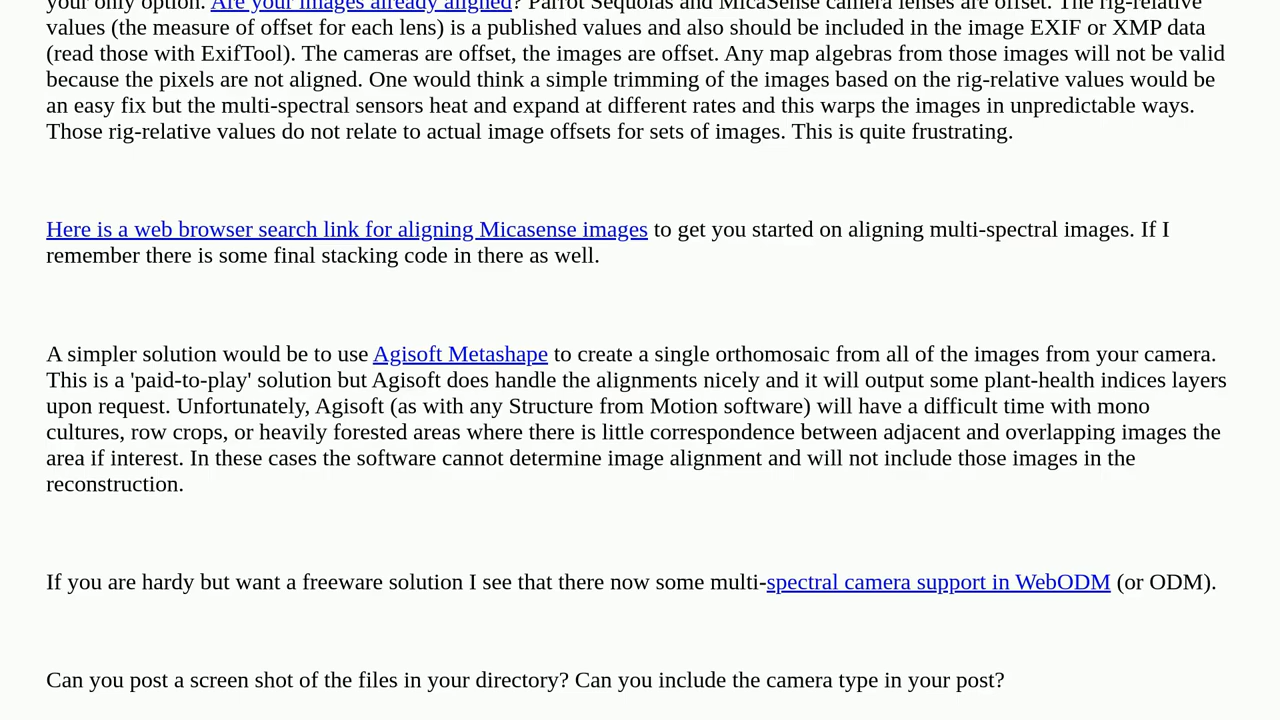 your only option. Are your images already aligned? Parrot Sequoias and MicaSense camera lenses are offset. The rig-relative
values (the measure of offset for each lens) is a published values and also should be included in the image EXIF or XMP data
(read those with ExifTool). The cameras are offset, the images are offset. Any map algebras from those images will not be valid
because the pixels are not aligned. One would think a simple trimming of the images based on the rig-relative values would be
an easy fix but the multi-spectral sensors heat and expand at different rates and this warps the images in unpredictable ways.
Those rig-relative values do not relate to actual image offsets for sets of images. This is quite frustrating.
Here is a web browser search link for aligning Micasense images to get you started on aligning multi-spectral images. If I
remember there is some final stacking code in there as well.
A simpler solution would be to use Agisoft Metashape to create a single orthomosaic from all of the images from your camera.
This is a 'paid-to-play' solution but Agisoft does handle the alignments nicely and it will output some plant-health indices layers
upon request. Unfortunately, Agisoft (as with any Structure from Motion software) will have a difficult time with mono
cultures, row crops, or heavily forested areas where there is little correspondence between adjacent and overlapping images the
area if interest. In these cases the software cannot determine image alignment and will not include those images in the
reconstruction.
If you are hardy but want a freeware solution I see that there now some multi-spectral camera support in WebODM (or ODM).
Can you post a screen shot of the files in your directory? Can you include the camera type in your post?